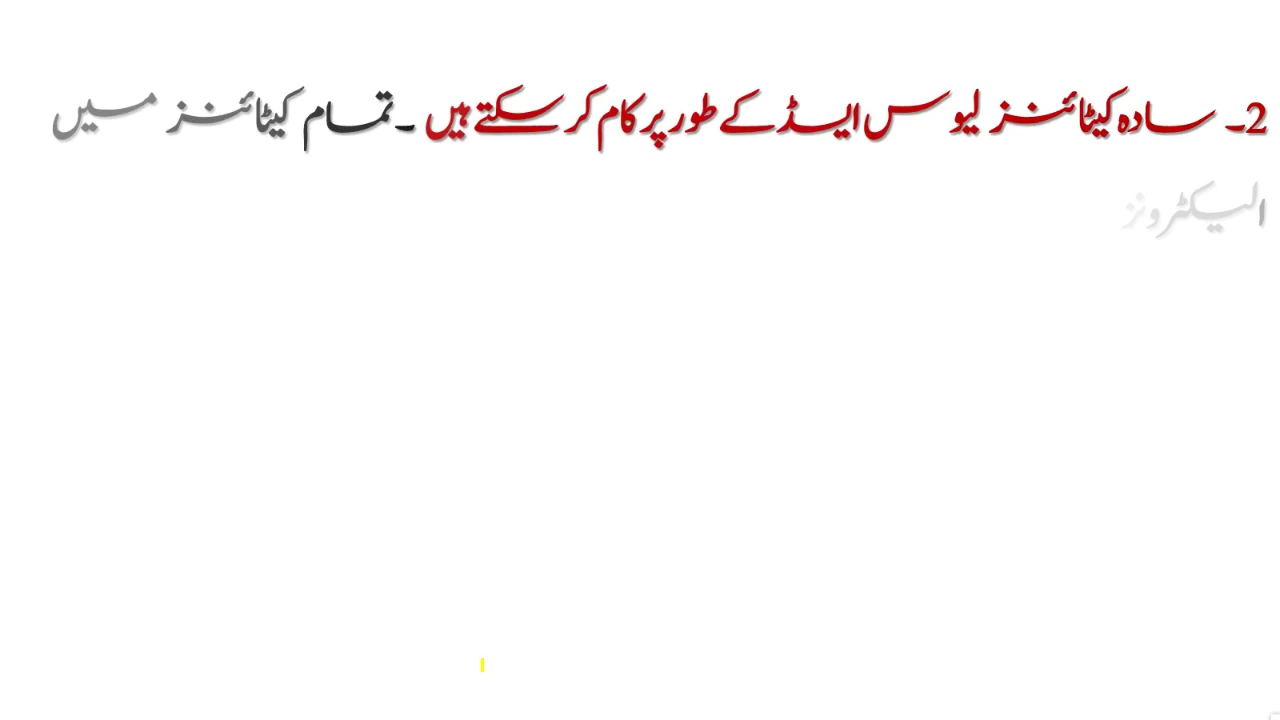 2۔ سادہ کیٹائنز لیوس ایسڈ کے طور پر کام کر سکتے ہیں ۔ تمام کیٹائنز میں
الیکٹرونز